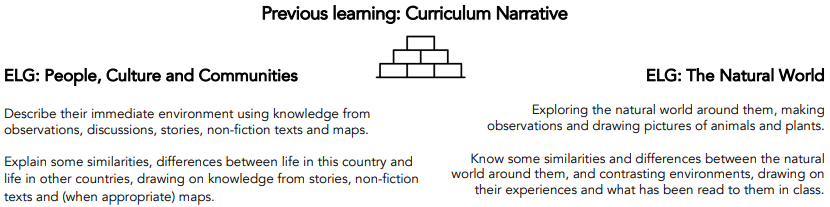 Previous learning: Curriculum Narrative
ELG: People, Culture and Communities
Describe their immediate environment using knowledge from
observations, discussions, stories, non-fiction texts and maps.
Explain some similarities, differences between life in this country and
life in other countries, drawing on knowledge from stories, non-fiction
texts and (when appropriate) maps.
ELG: The Natural World
Exploring the natural world around them, making
observations and drawing pictures of animals and plants.
Know some similarities and differences between the natural
world around them, and contrasting environments, drawing on
their experiences and what has been read to them in class.